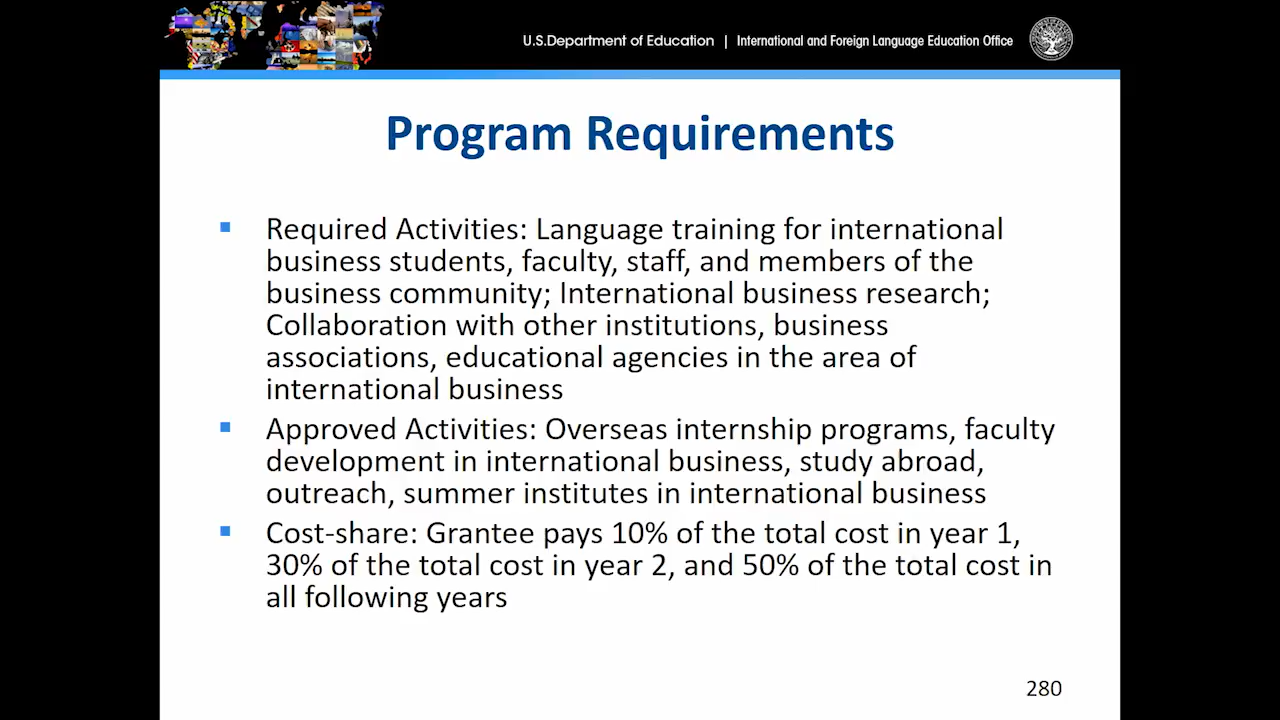 U.S.Department of Education | International and Foreign Language Education Office
Program Requirements
▪ Required Activities: Language training for international
business students, faculty, staff, and members of the
business community; International business research;
Collaboration with other institutions, business
associations, educational agencies in the area of
international business
▪ Approved Activities: Overseas internship programs, faculty
development in international business, study abroad,
outreach, summer institutes in international business
▪ Cost-share: Grantee pays 10% of the total cost in year 1,
30% of the total cost in year 2, and 50% of the total cost in
all following years
280